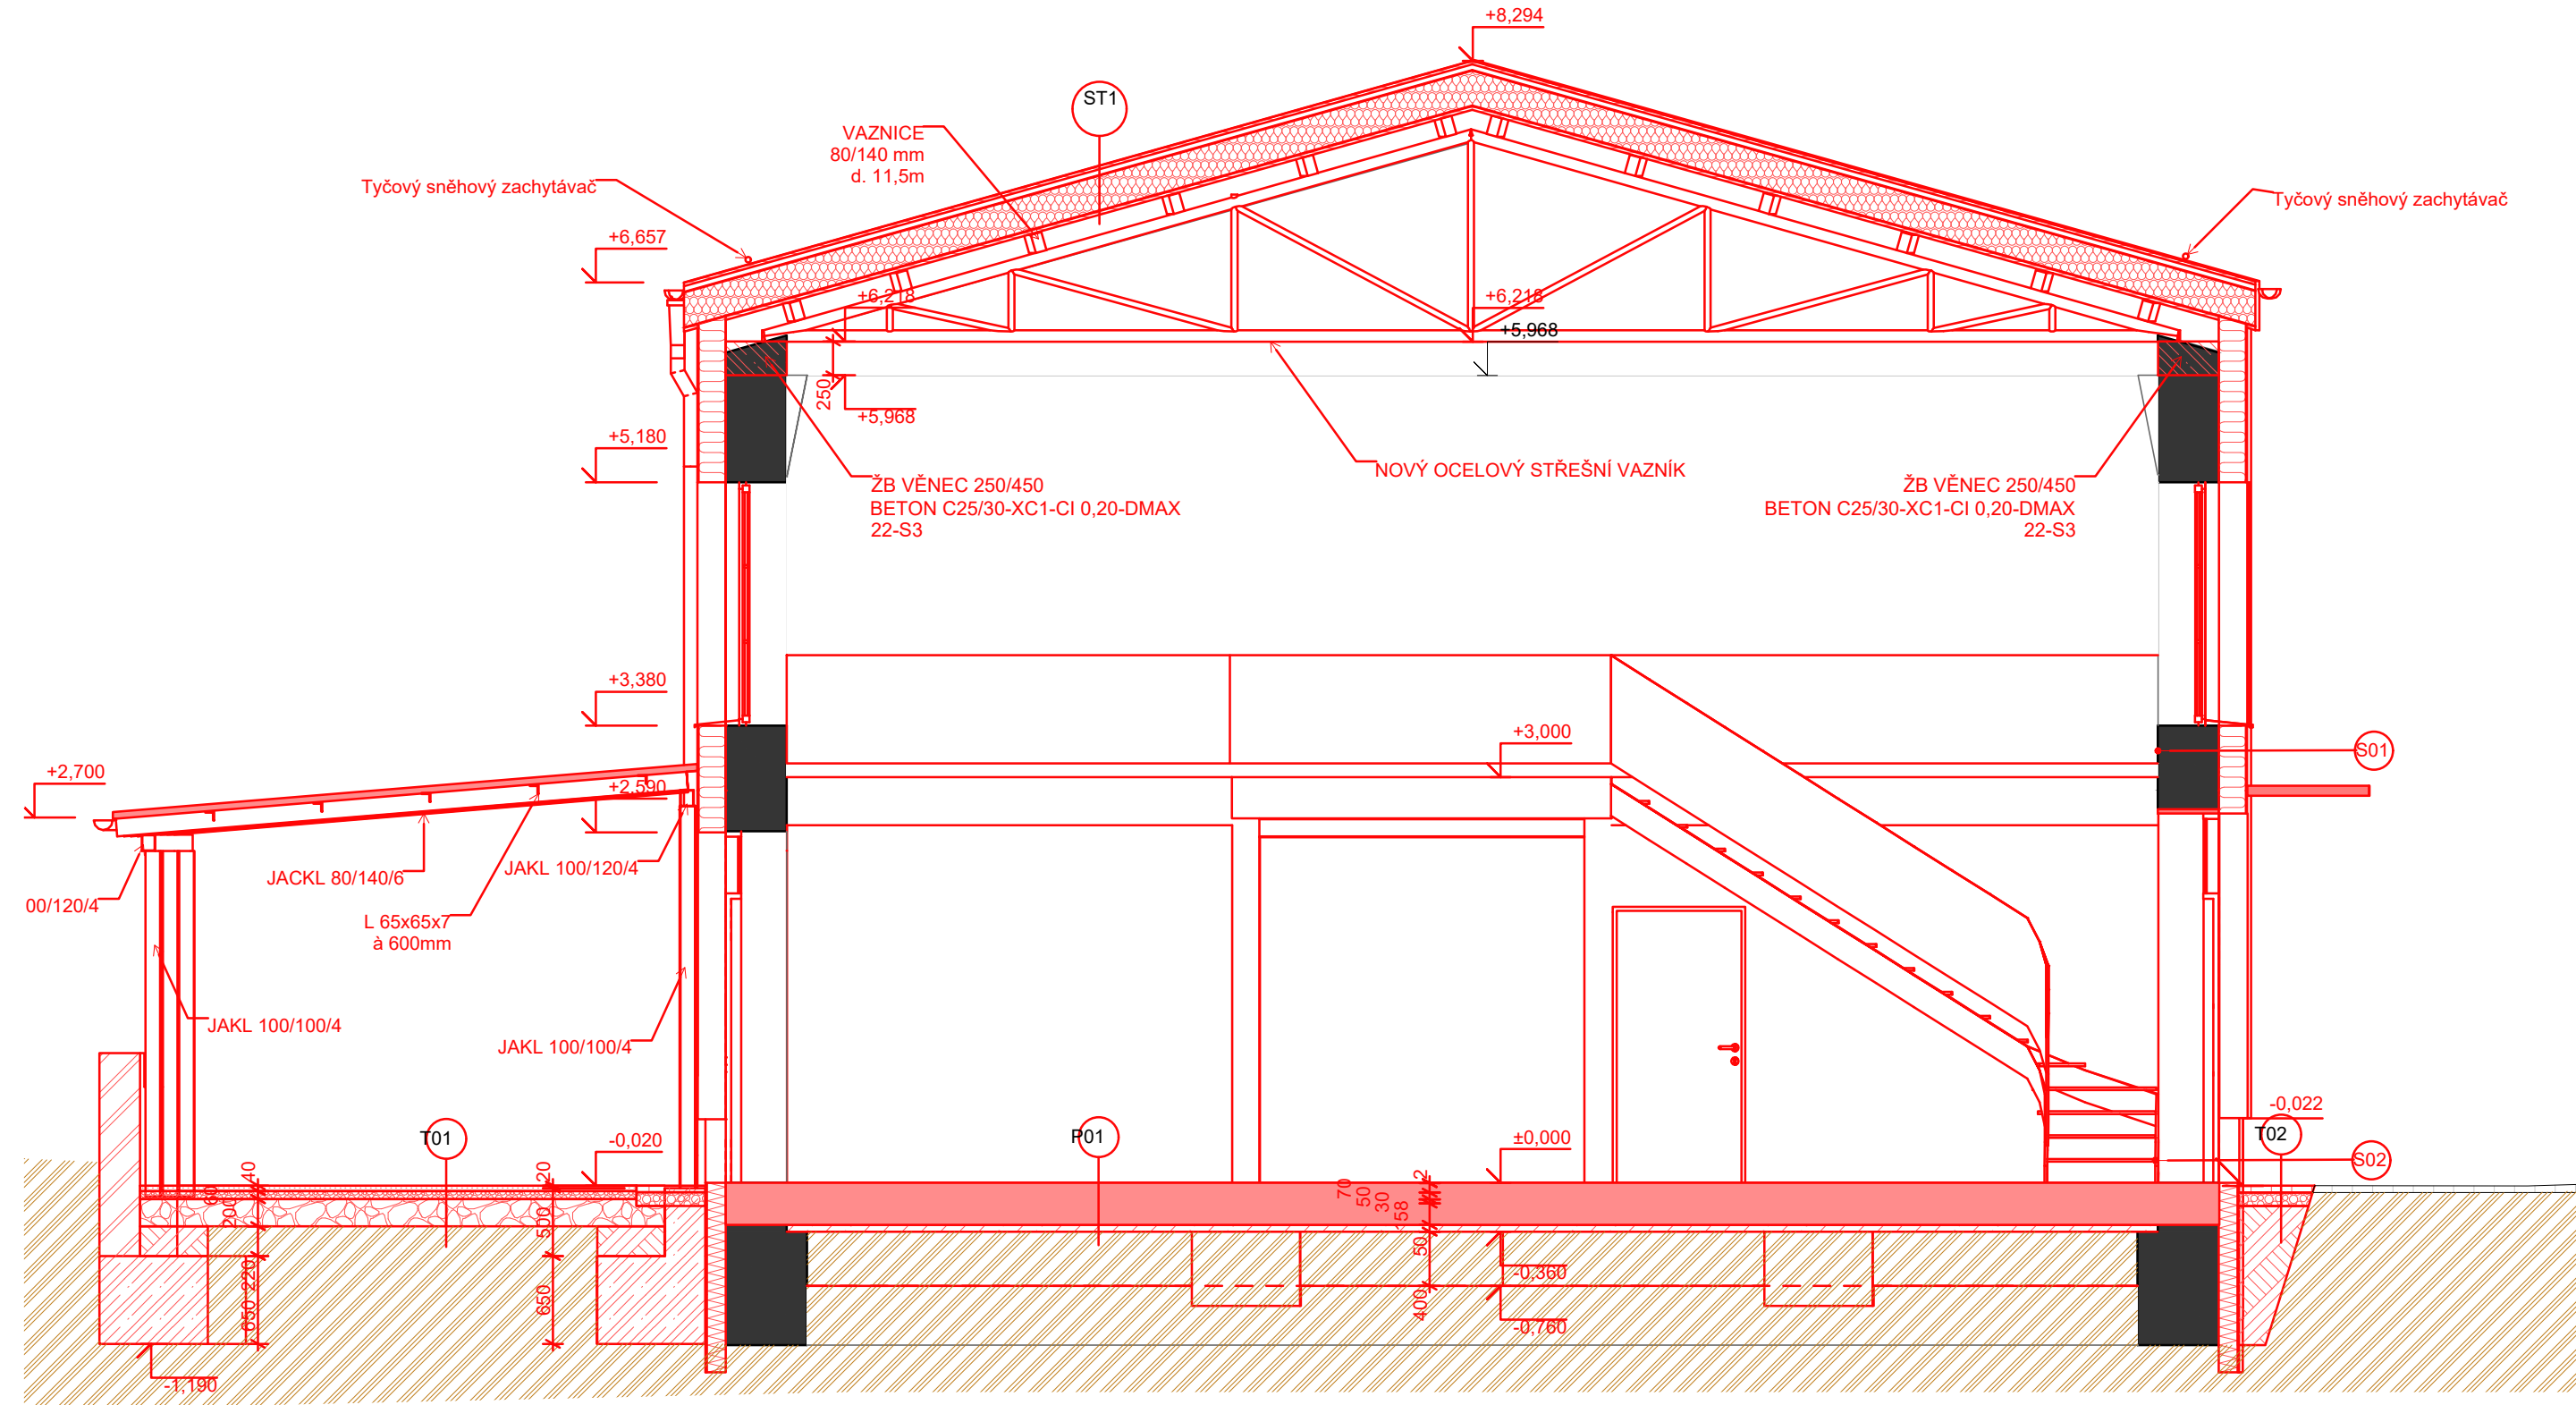 +8,294
ST1
VAZNICE
80/140 mm
d. 11,5m
Tyčový sněhový zachytávač
Tyčový sněhový zachytávač
+6,657
+6,218
+6,218
+5,968
250
+5,968
+5,180
NOVÝ OCELOVÝ STŘEŠNÍ VAZNÍK
ŽB VĚNEC 250/450
BETON C25/30-XC1-CI 0,20-DMAX
22-S3
ŽB VĚNEC 250/450
BETON C25/30-XC1-CI 0,20-DMAX
22-S3
+3,380
+3,000
S01
+2,700
+2,590
JACKL 80/140/6
JAKL 100/120/4
00/120/4
L 65x65x7
à 600mm
JAKL 100/100/4
JAKL 100/100/4
-0,022
T01
P01
T02
-0,020
±0,000
S02
40
60
200
20
500
220
650
650
2
70
50
30
158
50
400
-0,360
-0,760
-1,190